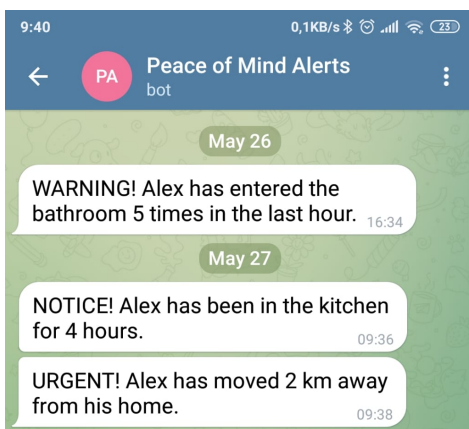 9:40 0,1KB/s 23
PA Peace of Mind Alerts
bot
May 26
WARNING! Alex has entered the
bathroom 5 times in the last hour. 16:34
May 27
NOTICE! Alex has been in the kitchen
for 4 hours. 09:36
URGENT! Alex has moved 2 km away
from his home. 09:38